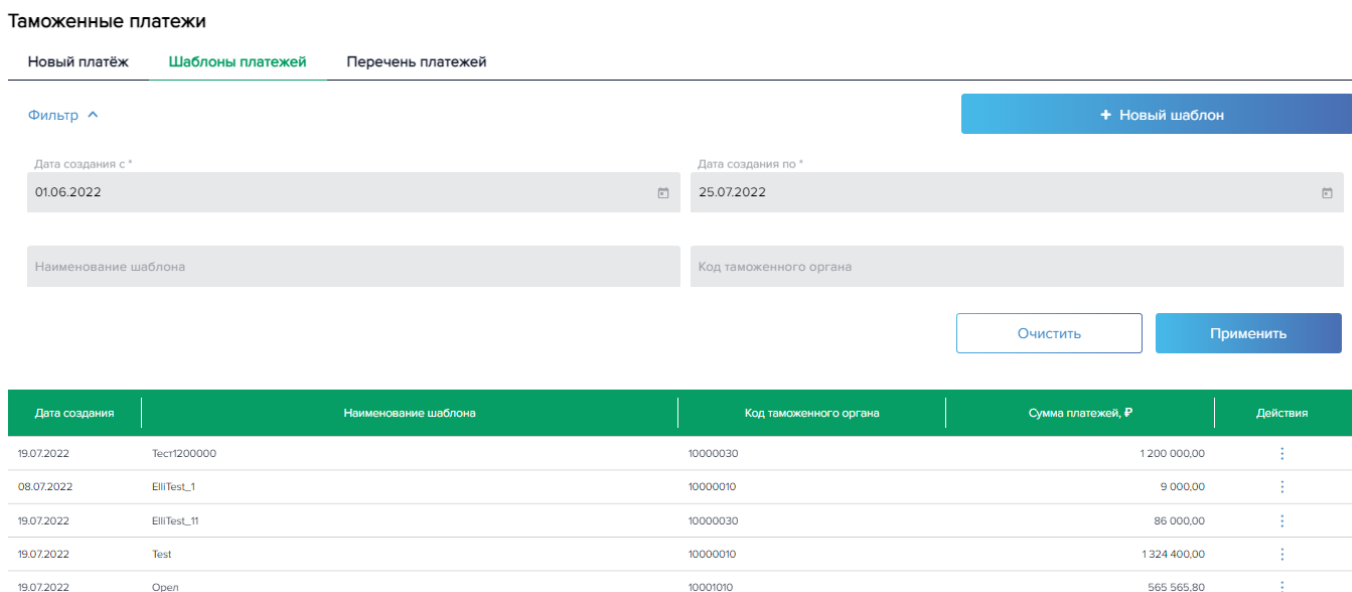 Таможенные платежи
Новый платёж Шаблоны платежей Перечень платежей
Фильтр + Новый шаблон
Дата создания с * Дата создания по *
01.06.2022 25.07.2022
Наименование шаблона Код таможенного органа
Очистить Применить
Дата создания Наименование шаблона Код таможенного органа Сумма платежей, ₽ Действия
19.07.2022 Тест1200000 10000030 1 200 000,00
08.07.2022 ElliTest_1 10000010 9 000,00
19.07.2022 ElliTest_11 10000030 86 000,00
19.07.2022 Test 10000010 1 324 400,00
19.07.2022 Орел 10001010 565 565,80